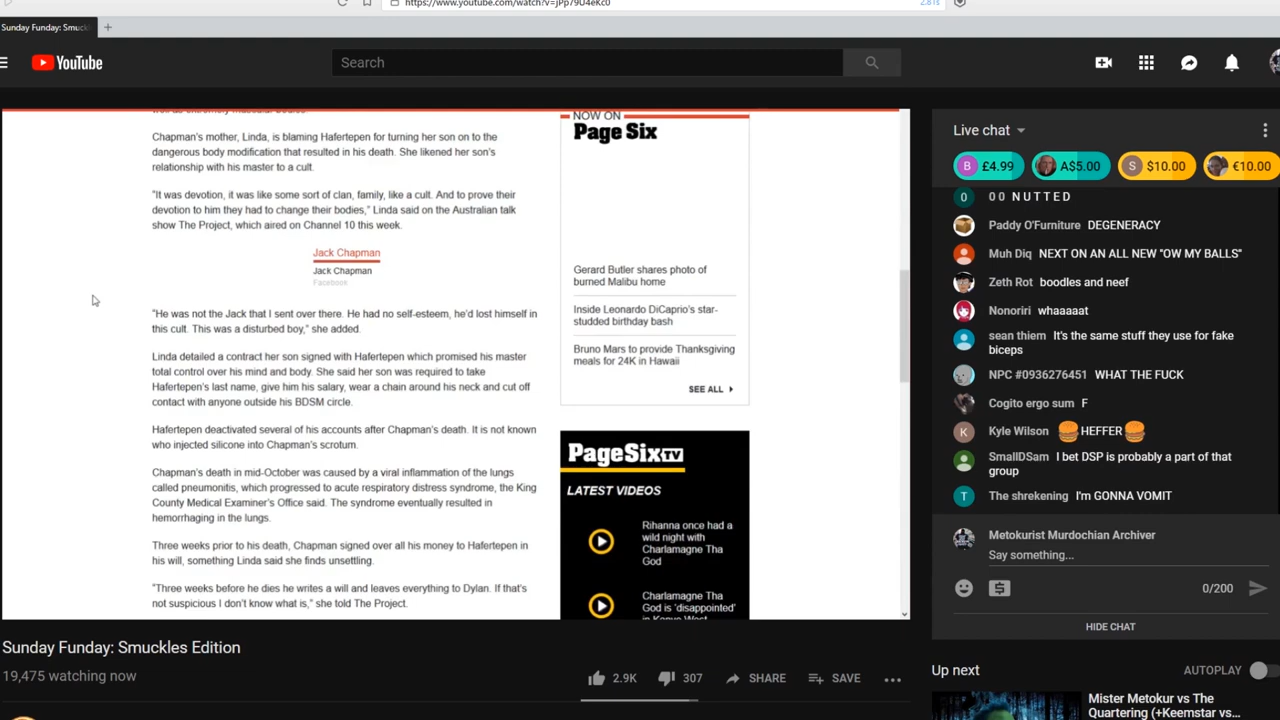 https://www.youtube.com/watch?v=jPp79U4eKc0
2.81s
Sunday Funday: Smuckl
YouTube
Search
Chapman's mother, Linda, is blaming Hafertepen for turning her son on to the
dangerous body modification that resulted in his death. She likened her son's
relationship with his master to a cult.
"It was devotion, it was like some sort of clan, family, like a cult. And to prove their
devotion to him they had to change their bodies," Linda said on the Australian talk
show The Project, which aired on Channel 10 this week.
Jack Chapman
Jack Chapman
Facebook
"He was not the Jack that I sent over there. He had no self-esteem, he'd lost himself in
this cult. This was a disturbed boy," she added.
Linda detailed a contract her son signed with Hafertepen which promised his master
total control over his mind and body. She said her son was required to take
Hafertepen's last name, give him his salary, wear a chain around his neck and cut off
contact with anyone outside his BDSM circle.
Hafertepen deactivated several of his accounts after Chapman's death. It is not known
who injected silicone into Chapman's scrotum.
Chapman's death in mid-October was caused by a viral inflammation of the lungs
called pneumonitis, which progressed to acute respiratory distress syndrome, the King
County Medical Examiner's Office said. The syndrome eventually resulted in
hemorrhaging in the lungs.
Three weeks prior to his death, Chapman signed over all his money to Hafertepen in
his will, something Linda said she finds unsettling.
"Three weeks before he dies he writes a will and leaves everything to Dylan. If that's
not suspicious I don't know what is," she told The Project.
NOW ON
Page Six
Gerard Butler shares photo of
burned Malibu home
Inside Leonardo DiCaprio's star-
studded birthday bash
Bruno Mars to provide Thanksgiving
meals for 24K in Hawaii
SEE ALL
PageSixTV
LATEST VIDEOS
Rihanna once had a
wild night with
Charlamagne Tha
God
Charlamagne Tha
God is 'disappointed'
in Kanye West
Live chat
B £4.99
A$5.00
S $10.00
€10.00
0 0 0 N U T T E D
Paddy O'Furniture DEGENERACY
Muh Diq NEXT ON AN ALL NEW "OW MY BALLS"
Zeth Rot boodles and neef
Nonoriri whaaaaat
sean thiem It's the same stuff they use for fake
biceps
NPC #0936276451 WHAT THE FUCK
Cogito ergo sum F
K Kyle Wilson HEFFER
SmallDSam I bet DSP is probably a part of that
group
T The shrekening I'm GONNA VOMIT
Metokurist Murdochian Archiver
Say something...
0/200
HIDE CHAT
Sunday Funday: Smuckles Edition
19,475 watching now
2.9K
307
SHARE
SAVE
Up next
AUTOPLAY
Mister Metokur vs The
Quartering (+Keemstar vs...